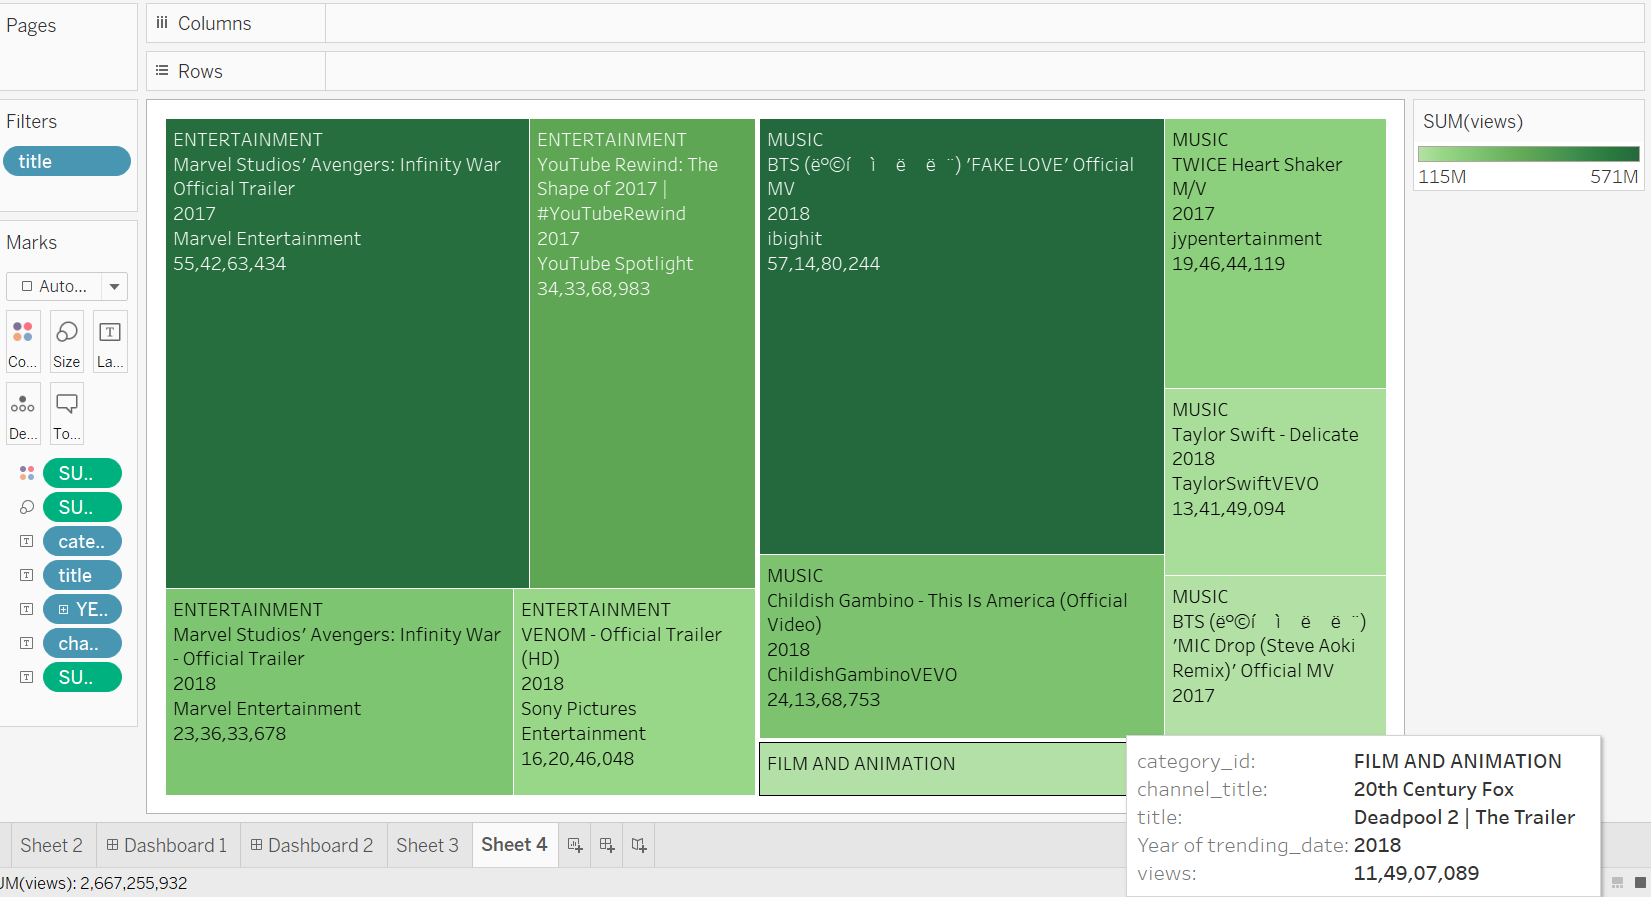 Pages
Columns
Rows
Filters
title
Marks
Auto...
Co...
Size
La...
De...
To...
SU..
SU..
cate..
title
YE..
cha..
SU..
ENTERTAINMENT
Marvel Studios' Avengers: Infinity War
Official Trailer
2017
Marvel Entertainment
55,42,63,434
ENTERTAINMENT
YouTube Rewind: The
Shape of 2017 |
#YouTubeRewind
2017
YouTube Spotlight
34,33,68,983
ENTERTAINMENT
Marvel Studios' Avengers: Infinity War
- Official Trailer
2018
Marvel Entertainment
23,36,33,678
ENTERTAINMENT
VENOM - Official Trailer
(HD)
2018
Sony Pictures
Entertainment
16,20,46,048
MUSIC
BTS (ëº©í ì ë ë ¨) 'FAKE LOVE' Official
MV
2018
ibighit
57,14,80,244
MUSIC
Childish Gambino - This Is America (Official
Video)
2018
ChildishGambinoVEVO
24,13,68,753
FILM AND ANIMATION
MUSIC
TWICE Heart Shaker
M/V
2017
jypentertainment
19,46,44,119
MUSIC
Taylor Swift - Delicate
2018
TaylorSwiftVEVO
13,41,49,094
MUSIC
BTS (ëº©í ì ë ë ¨)
'MIC Drop (Steve Aoki
Remix)' Official MV
2017
SUM(views)
115M 571M
category_id: FILM AND ANIMATION
channel_title: 20th Century Fox
title: Deadpool 2 | The Trailer
Year of trending_date: 2018
views: 11,49,07,089
Sheet 2 Dashboard 1 Dashboard 2 Sheet 3 Sheet 4
UM(views): 2,667,255,932